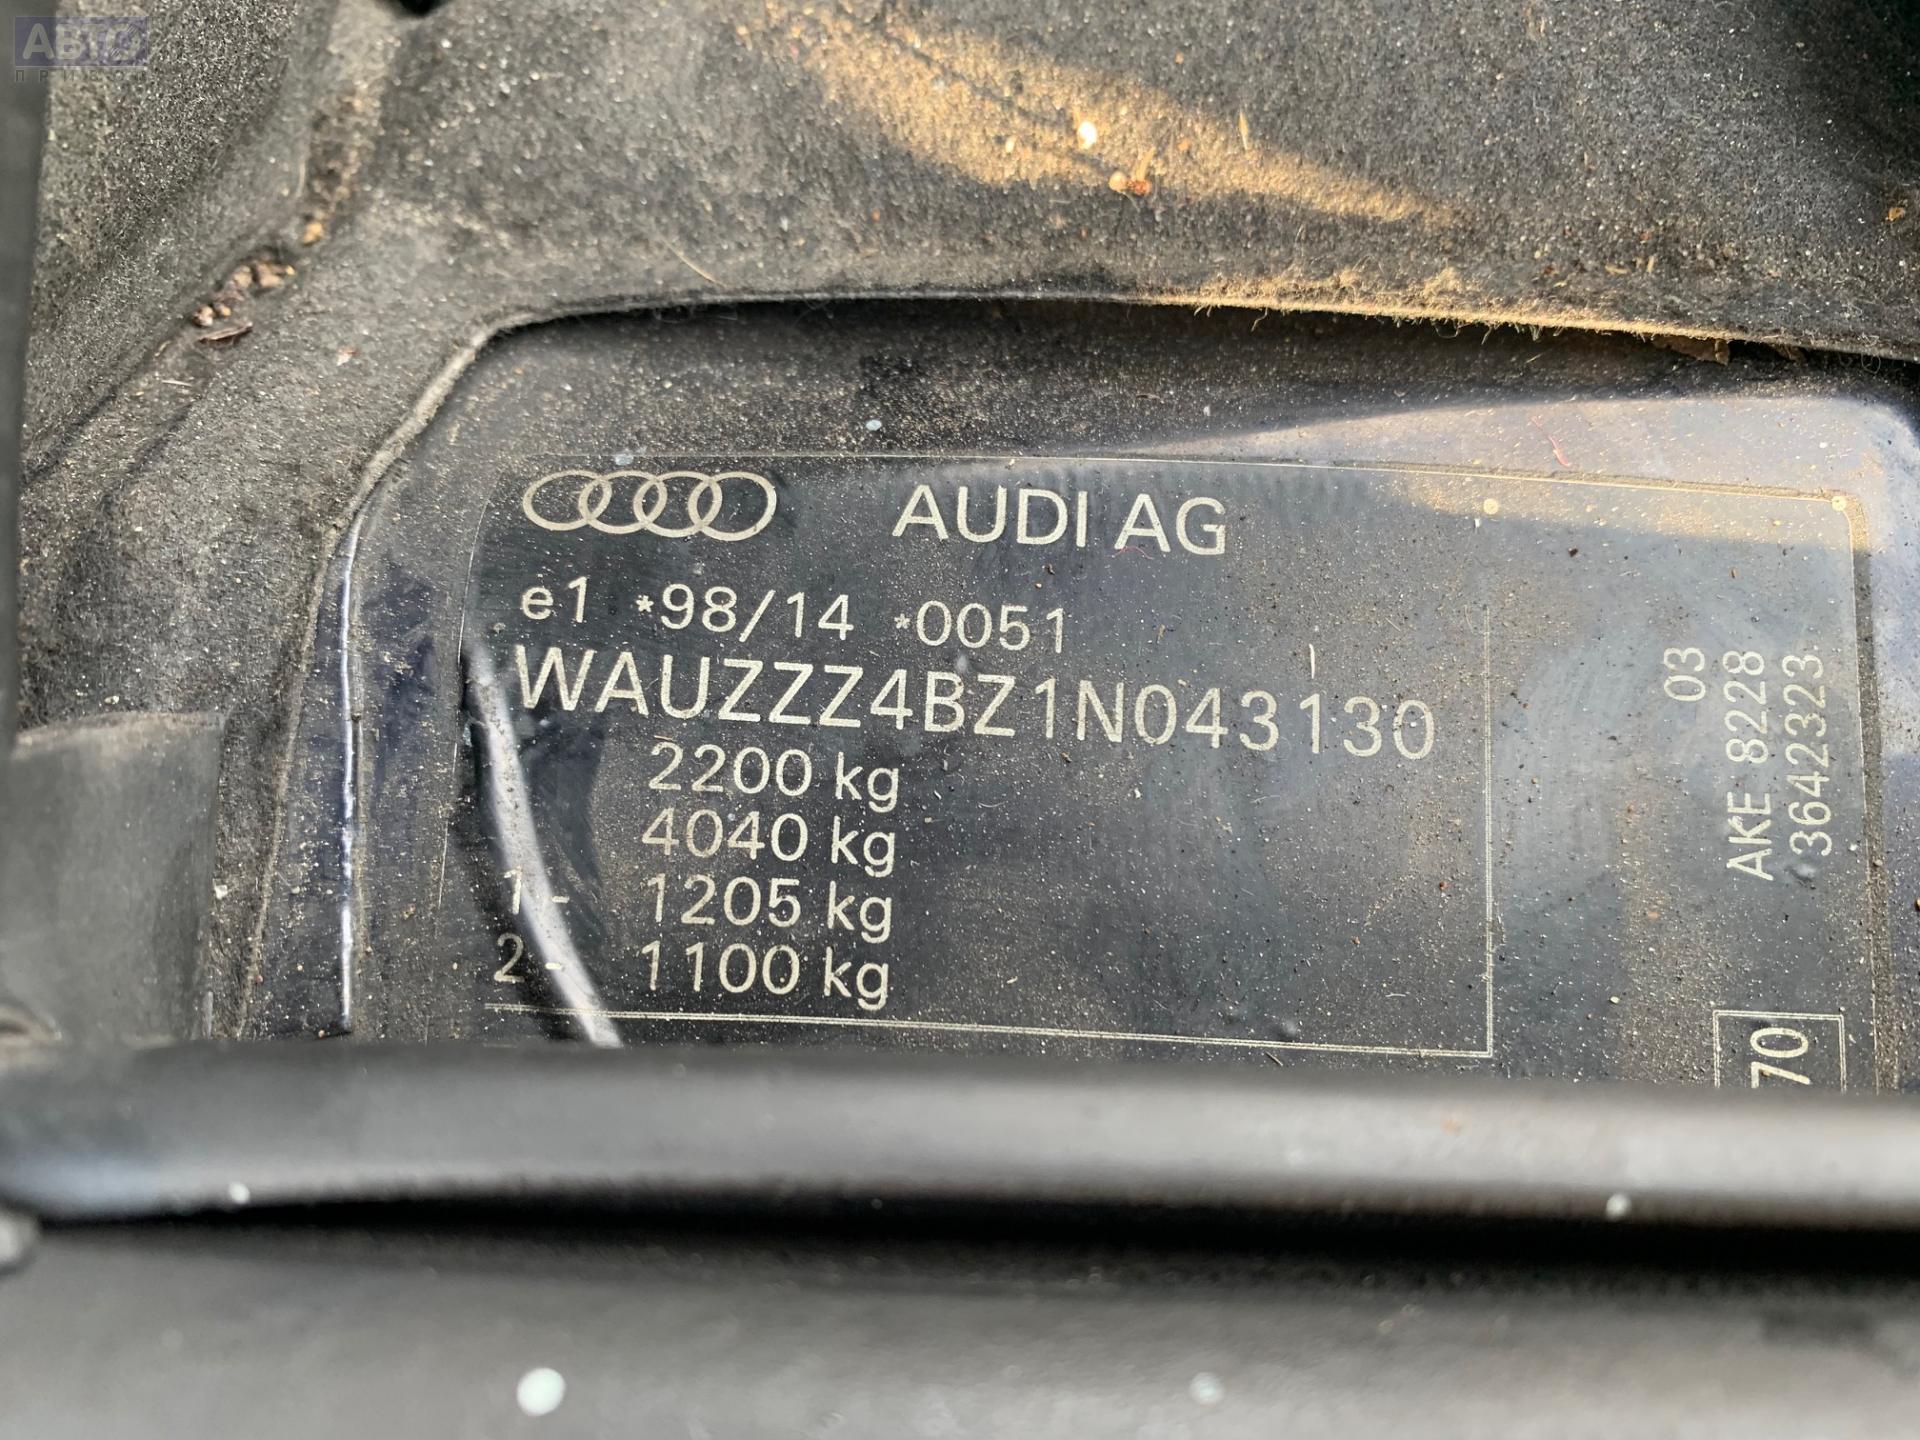 АВТО
ПРИВОЗ
AUDI AG
e1 *98/14 *0051
WAUZZZ4BZ1N043130
2200 kg
4040 kg
1- 1205 kg
2- 1100 kg
03
AKE 8228
3642323
70